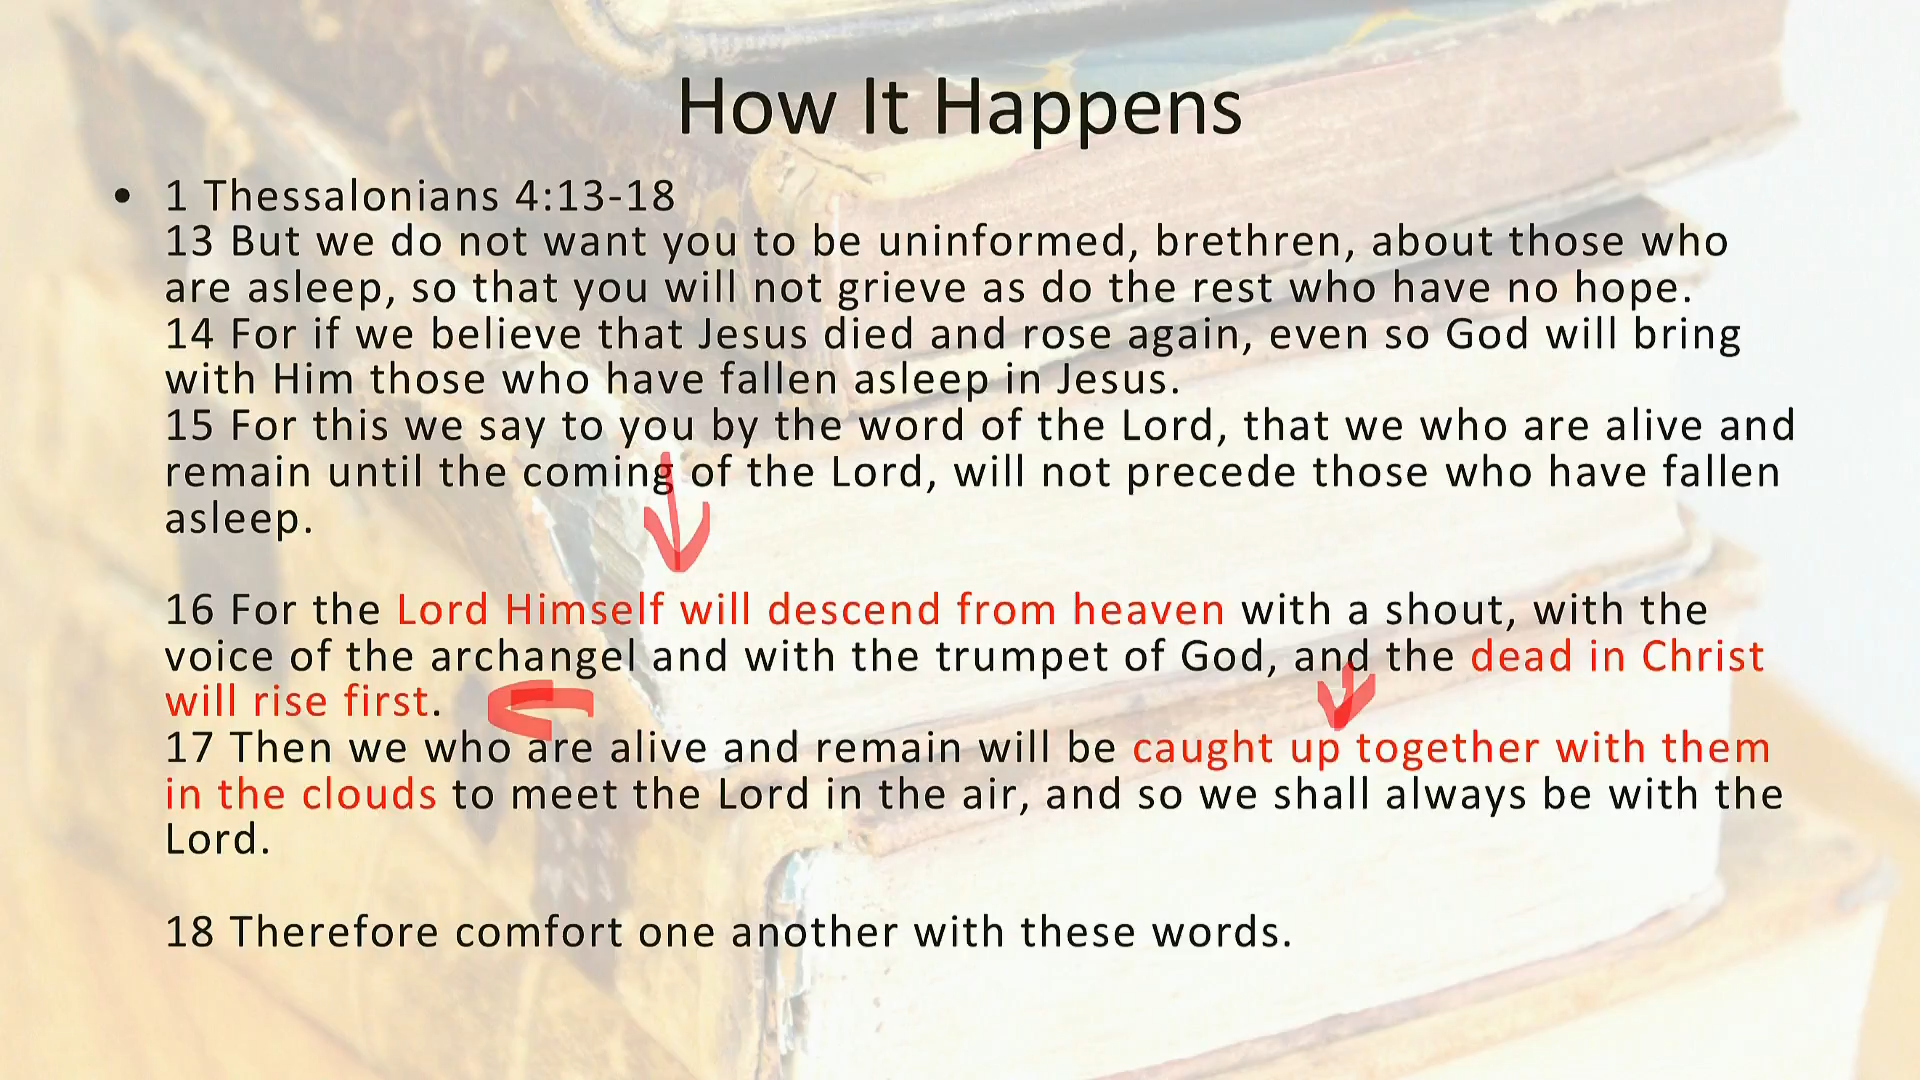 How It Happens
• 1 Thessalonians 4:13-18
13 But we do not want you to be uninformed, brethren, about those who
are asleep, so that you will not grieve as do the rest who have no hope.
14 For if we believe that Jesus died and rose again, even so God will bring
with Him those who have fallen asleep in Jesus.
15 For this we say to you by the word of the Lord, that we who are alive and
remain until the coming of the Lord, will not precede those who have fallen
asleep.
16 For the Lord Himself will descend from heaven with a shout, with the
voice of the archangel and with the trumpet of God, and the dead in Christ
will rise first.
17 Then we who are alive and remain will be caught up together with them
in the clouds to meet the Lord in the air, and so we shall always be with the
Lord.
18 Therefore comfort one another with these words.